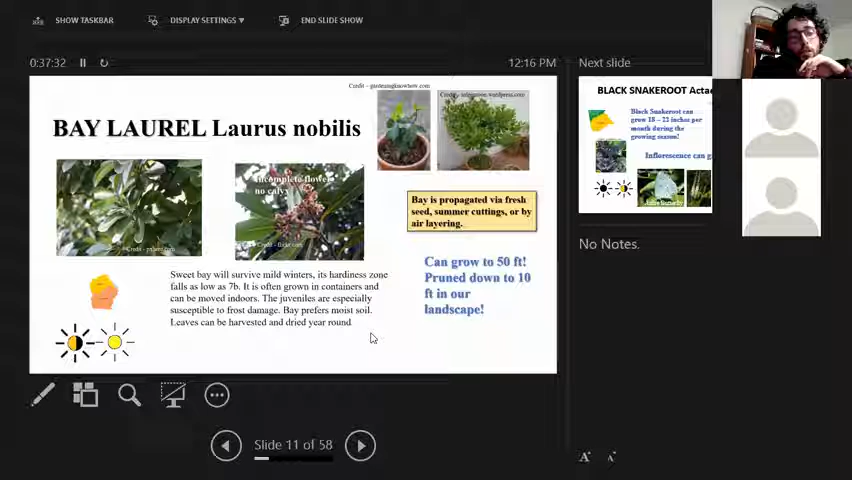 SHOW TASKBAR
DISPLAY SETTINGS ▼
END SLIDE SHOW
0:37:32
12:16 PM
Next slide
BAY LAUREL Laurus nobilis
Credit - gardeningknowhow.com
Incomplete flower
no calyx
Credit - flickr.com
Bay is propagated via fresh
seed, summer cuttings, or by
air layering.
Can grow to 50 ft!
Pruned down to 10
ft in our
landscape!
Sweet bay will survive mild winters, its hardiness zone
falls as low as 7b. It is often grown in containers and
can be moved indoors. The juveniles are especially
susceptible to frost damage. Bay prefers moist soil.
Leaves can be harvested and dried year round
BLACK SNAKEROOT Actae
Black Snakeroot can
grow 18 – 22 inches per
month during the
growing season!
Inflorescence can g
No Notes.
Slide 11 of 58
A
A